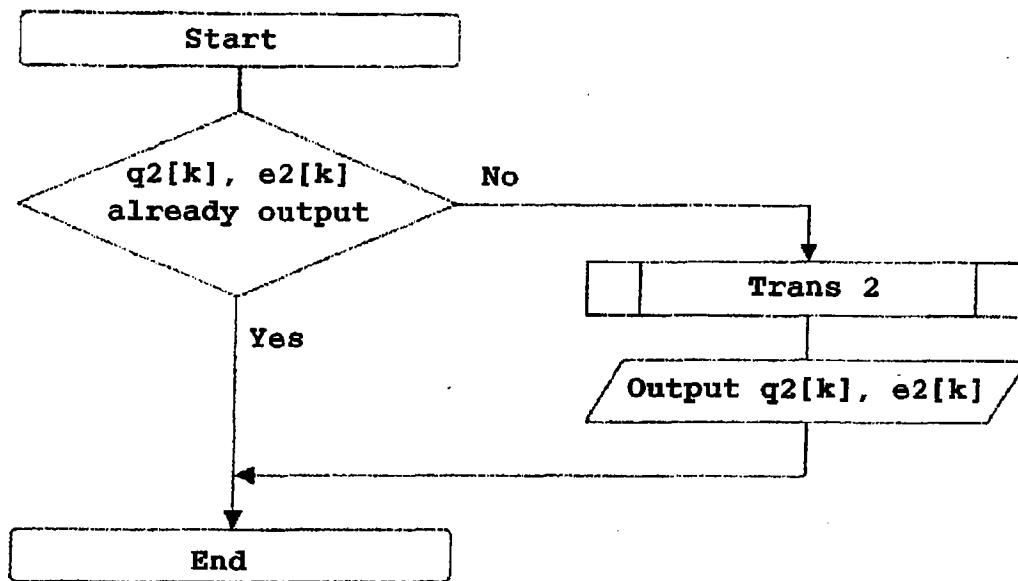 Start
q2[k], e2[k]
already output
No
Yes
Trans 2
Output q2[k], e2[k]
End